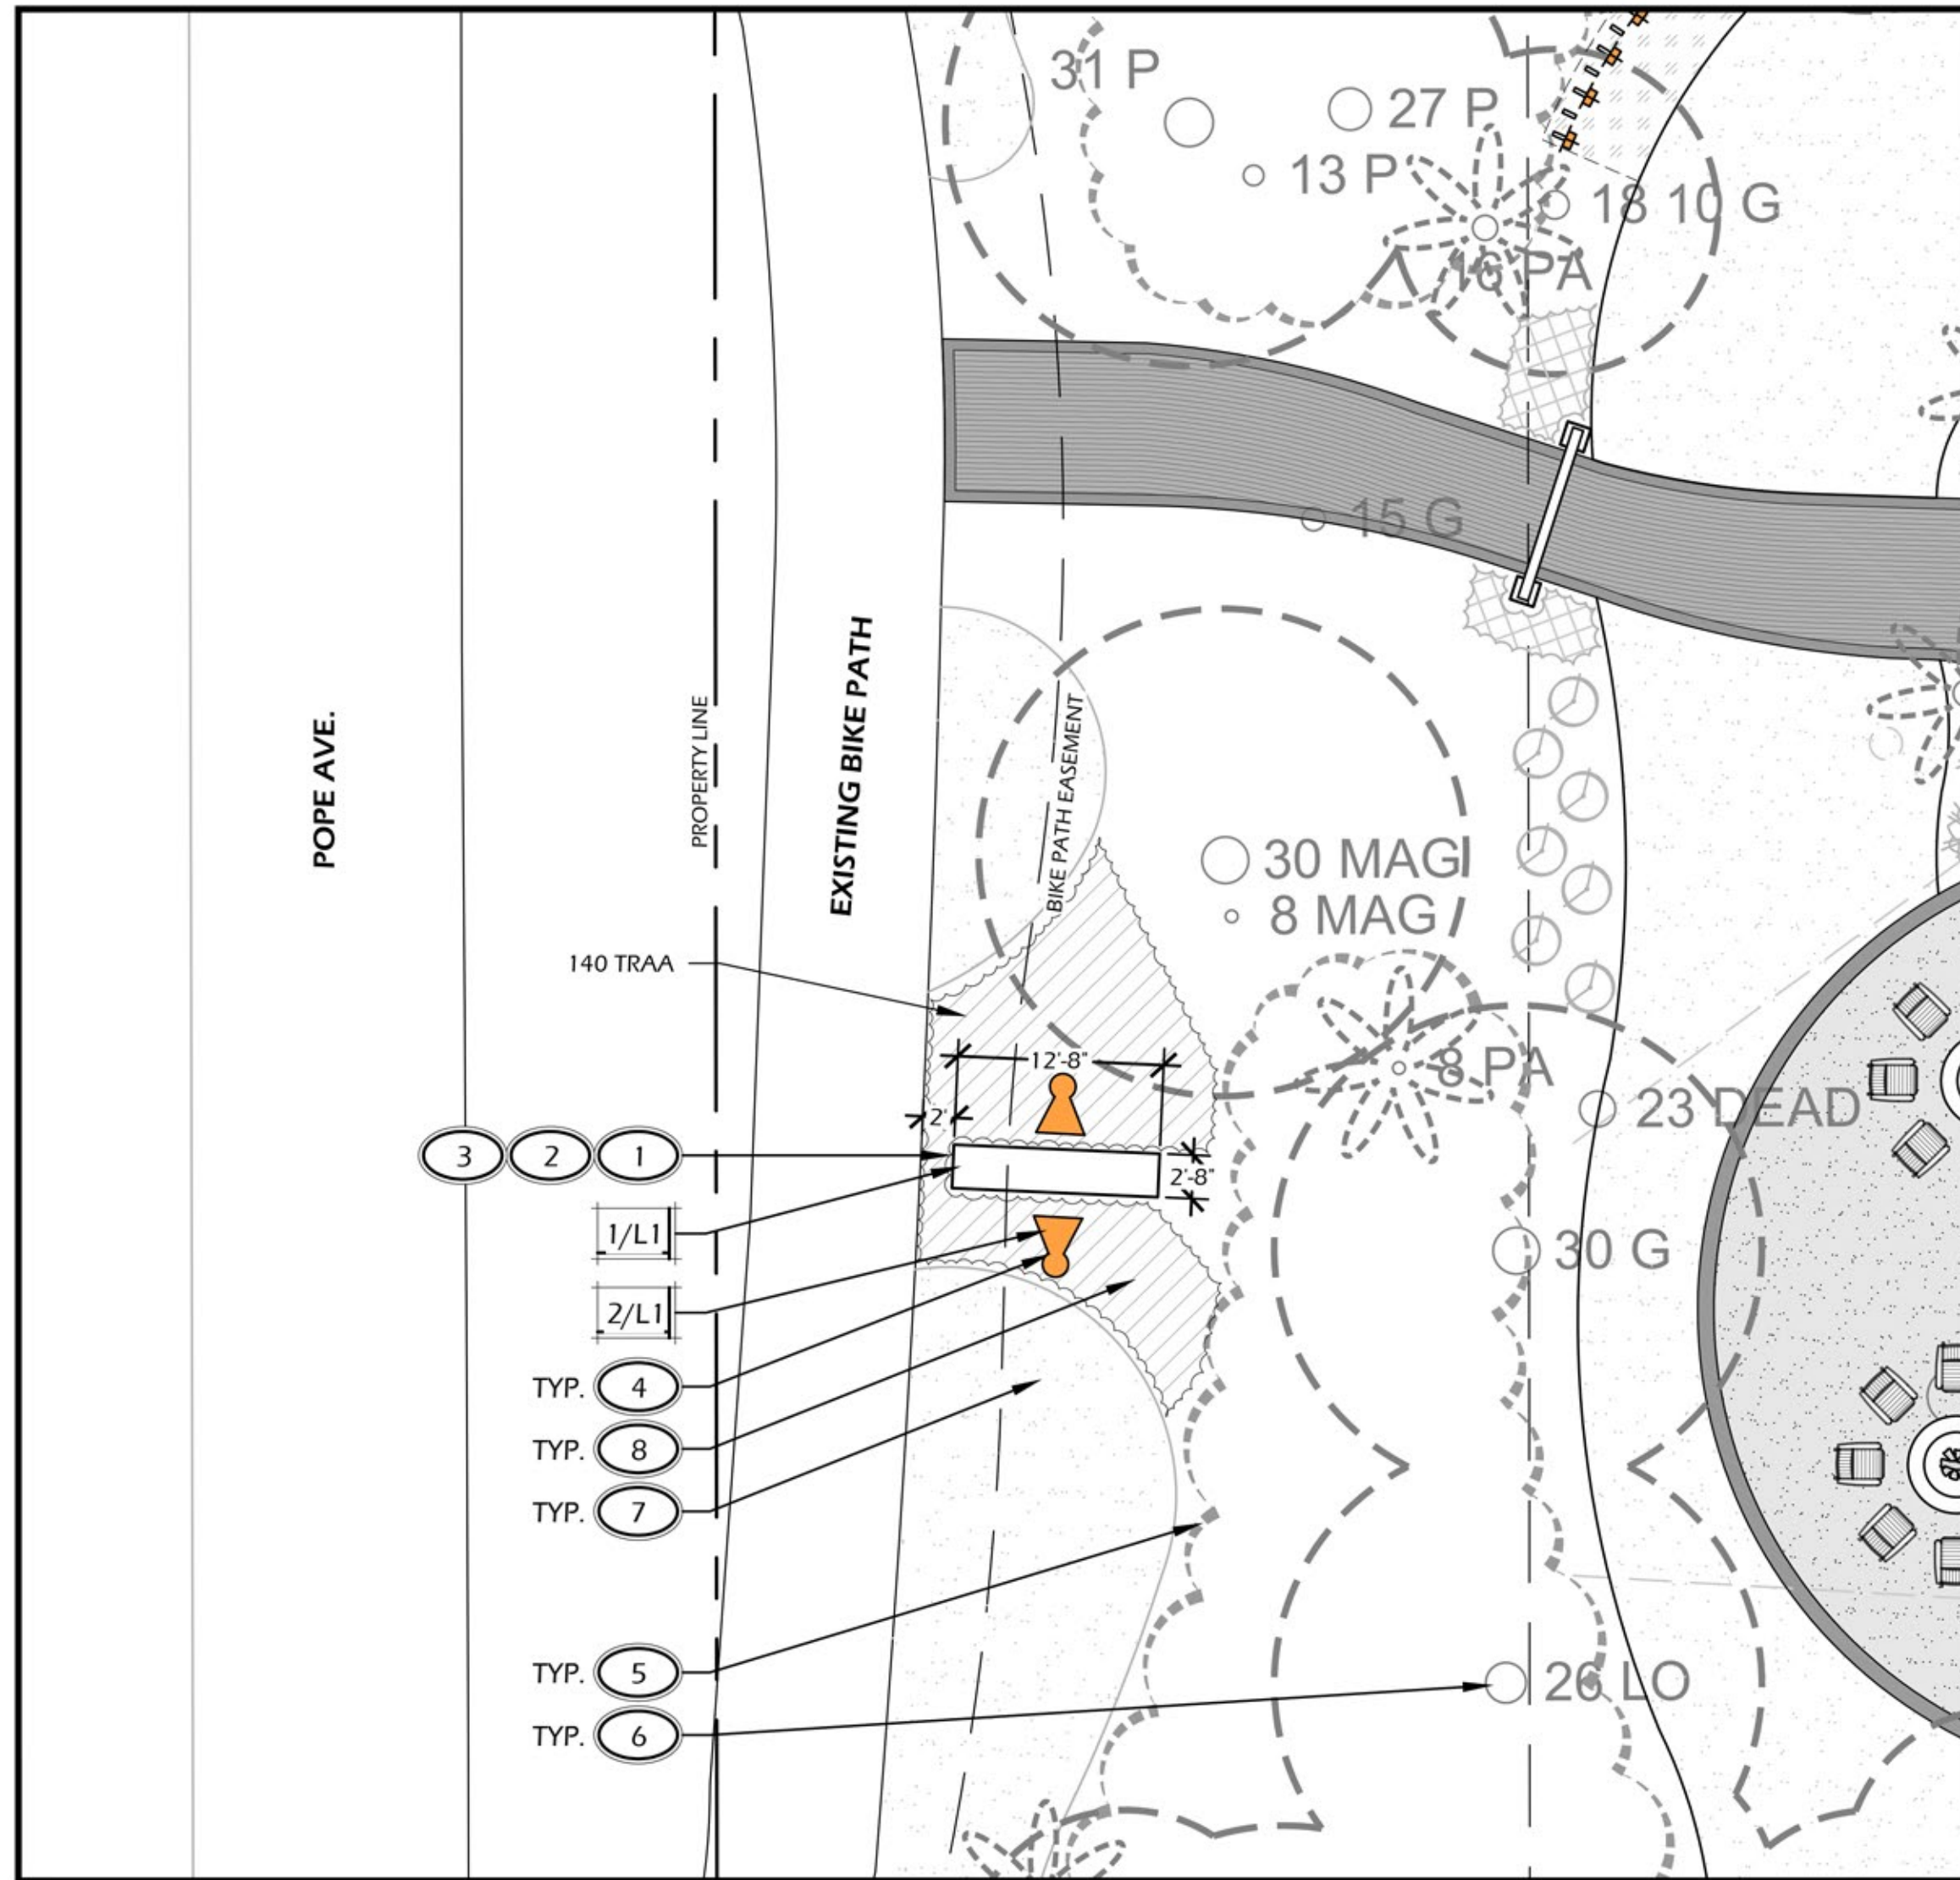 31 P
27 P
13 P
18 10 G
16 PA
15 G
POPE AVE.
PROPERTY LINE
EXISTING BIKE PATH
BIKE PATH EASEMENT
30 MAG
8 MAG
140 TRAA
12'-8"
8 PA
2'
23 DEAD
3 2 1
2'-8"
1/L1
30 G
2/L1
TYP. 4
TYP. 8
TYP. 7
TYP. 5
26 LO
TYP. 6